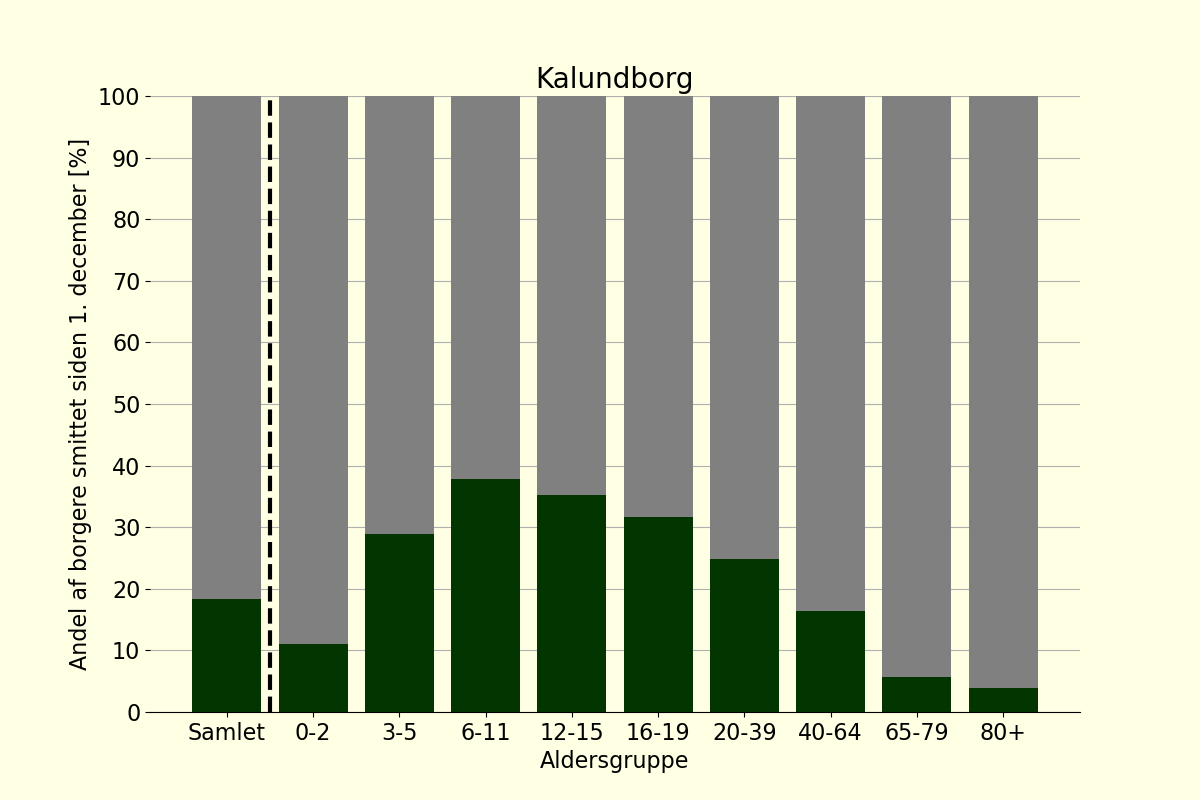 Kalundborg
Andel af borgere smittet siden 1. december [%]
100
90
80
70
60
50
40
30
20
10
0
Samlet 0-2 3-5 6-11 12-15 16-19 20-39 40-64 65-79 80+
Aldersgruppe